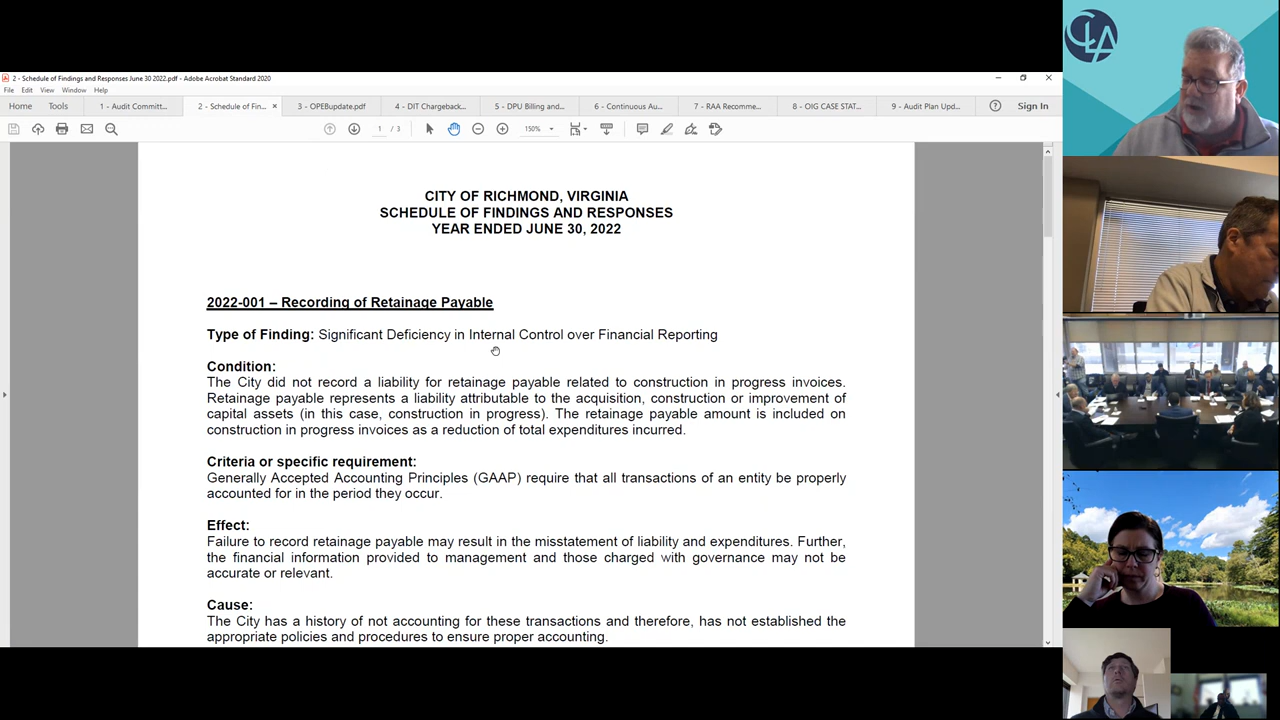 2 - Schedule of Findings and Responses June 30 2022.pdf - Adobe Acrobat Standard 2020
File Edit View Window Help
Home Tools 1 - Audit Committ... 2 - Schedule of Fin... × 3 - OPEBupdate.pdf 4 - DIT Chargeback... 5 - DPU Billing and... 6 - Continuous Au... 7 - RAA Recomme... 8 - OIG CASE STAT... 9 - Audit Plan Upd... Sign In
1 / 3 150%
CITY OF RICHMOND, VIRGINIA
SCHEDULE OF FINDINGS AND RESPONSES
YEAR ENDED JUNE 30, 2022
2022-001 – Recording of Retainage Payable
Type of Finding: Significant Deficiency in Internal Control over Financial Reporting
Condition:
The City did not record a liability for retainage payable related to construction in progress invoices.
Retainage payable represents a liability attributable to the acquisition, construction or improvement of
capital assets (in this case, construction in progress). The retainage payable amount is included on
construction in progress invoices as a reduction of total expenditures incurred.
Criteria or specific requirement:
Generally Accepted Accounting Principles (GAAP) require that all transactions of an entity be properly
accounted for in the period they occur.
Effect:
Failure to record retainage payable may result in the misstatement of liability and expenditures. Further,
the financial information provided to management and those charged with governance may not be
accurate or relevant.
Cause:
The City has a history of not accounting for these transactions and therefore, has not established the
appropriate policies and procedures to ensure proper accounting.
CLA